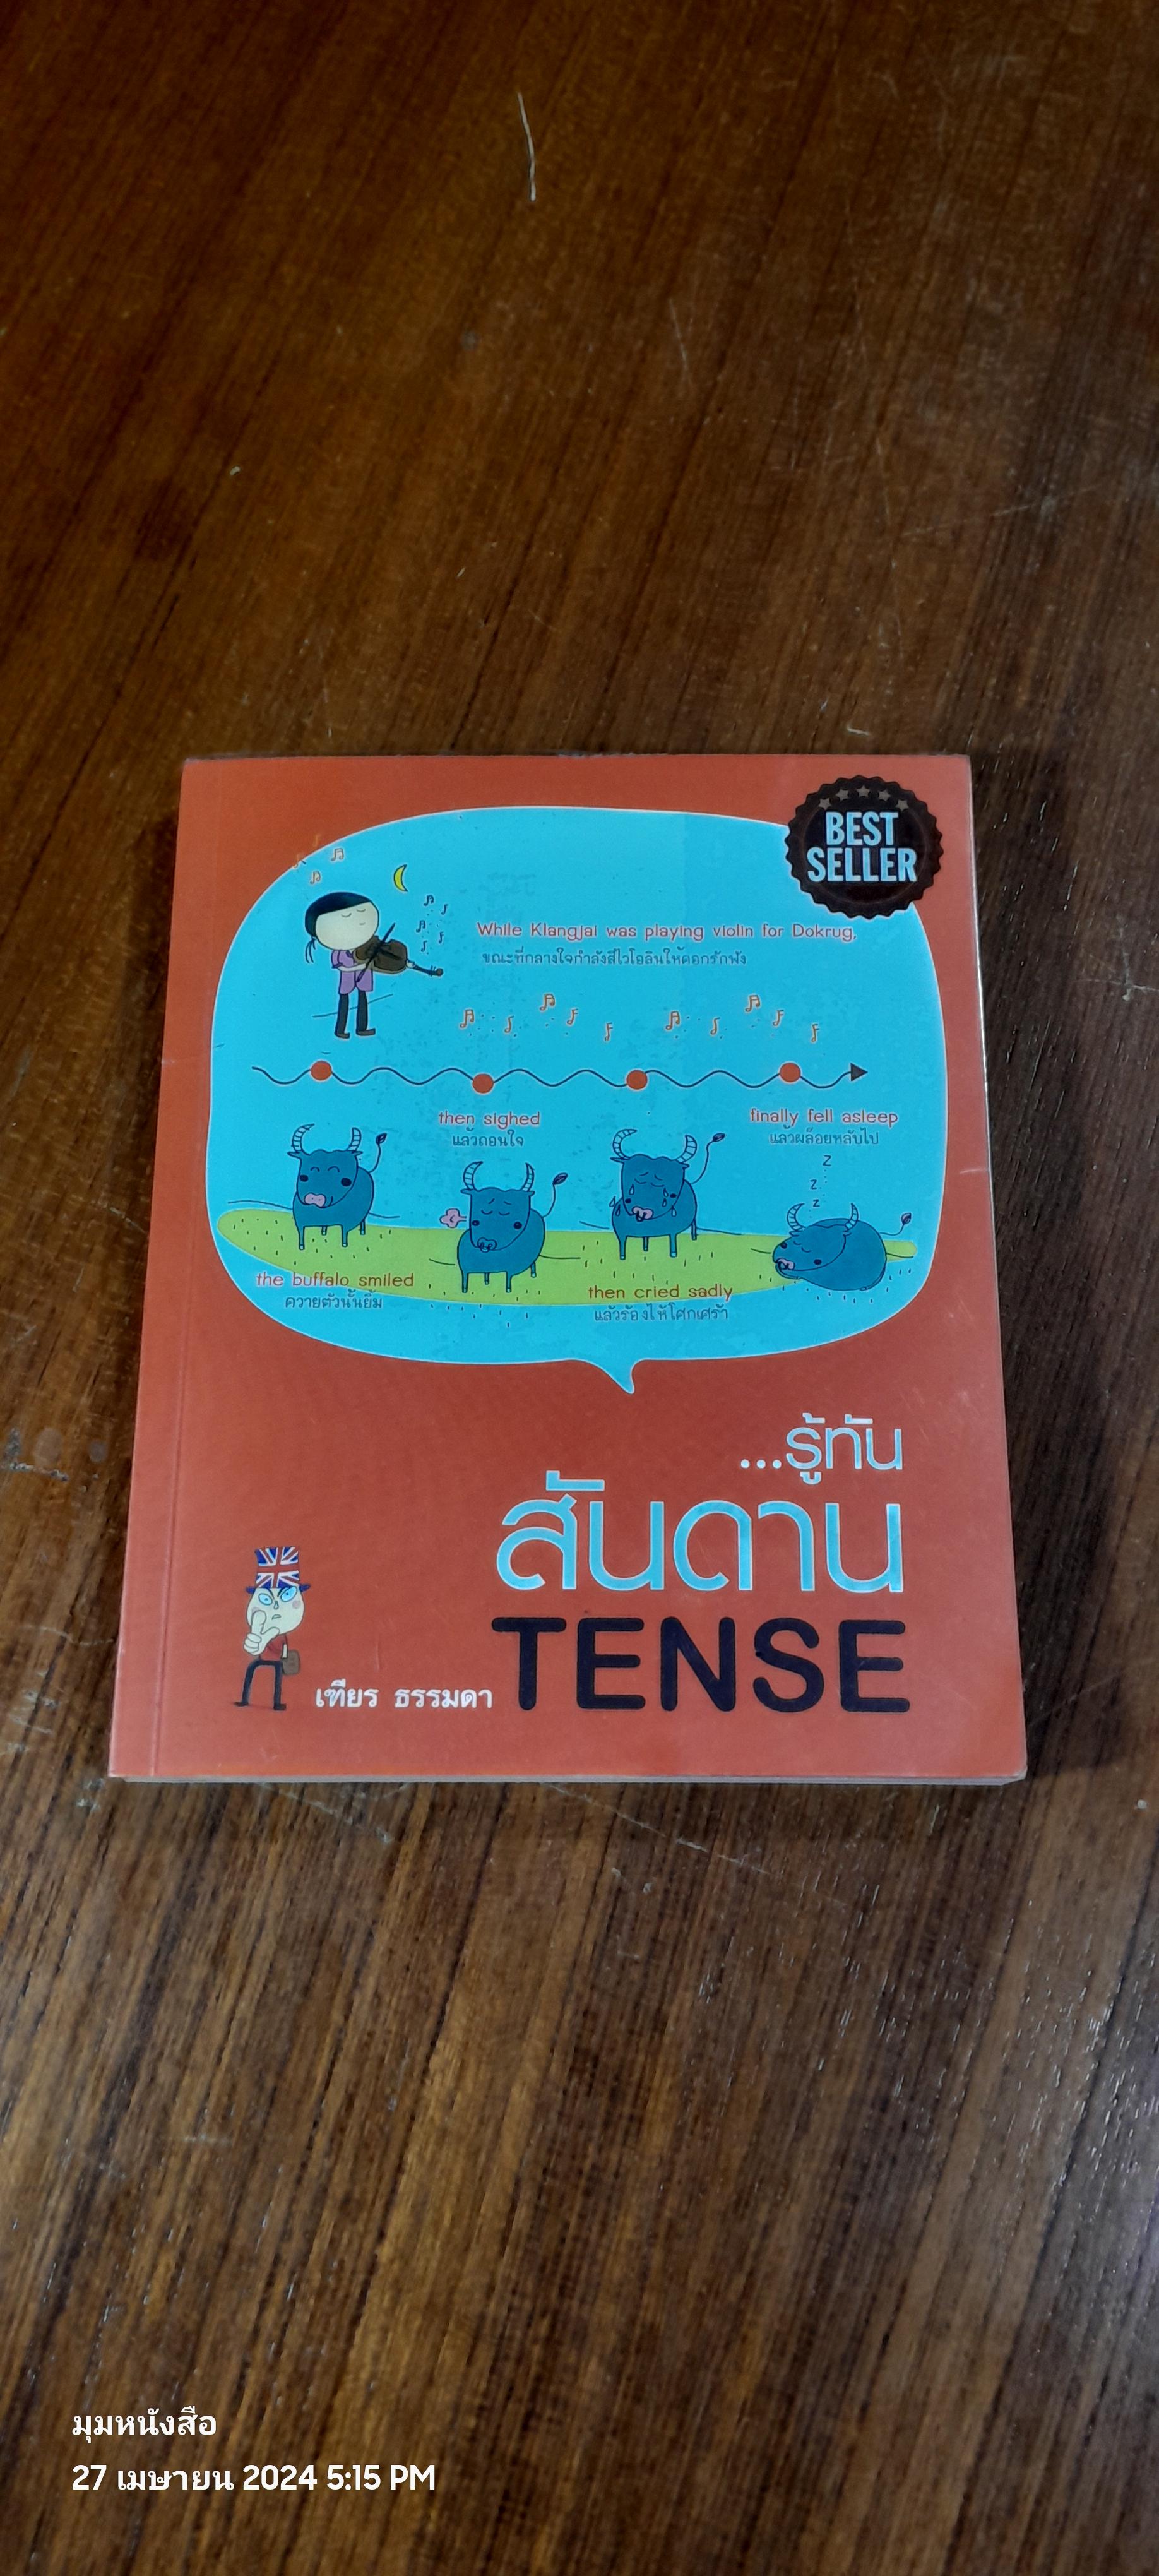 BEST
SELLER
While Klangjai was playing violin for Dokrug,
ขณะที่กลางใจกำลังสีไวโอลินให้ดอกรักฟัง
then sighed
แล้วถอนใจ
finally fell asleep
แล้วผล็อยหลับไป
z
z
z
the buffalo smiled
ควายตัวนั้นยิ้ม
then cried sadly
แล้วร้องไห้โศกเศร้า
...รู้ทัน
สันดาน
TENSE
เฑียร ธรรมดา
มุมหนังสือ
27 เมษายน 2024 5:15 PM